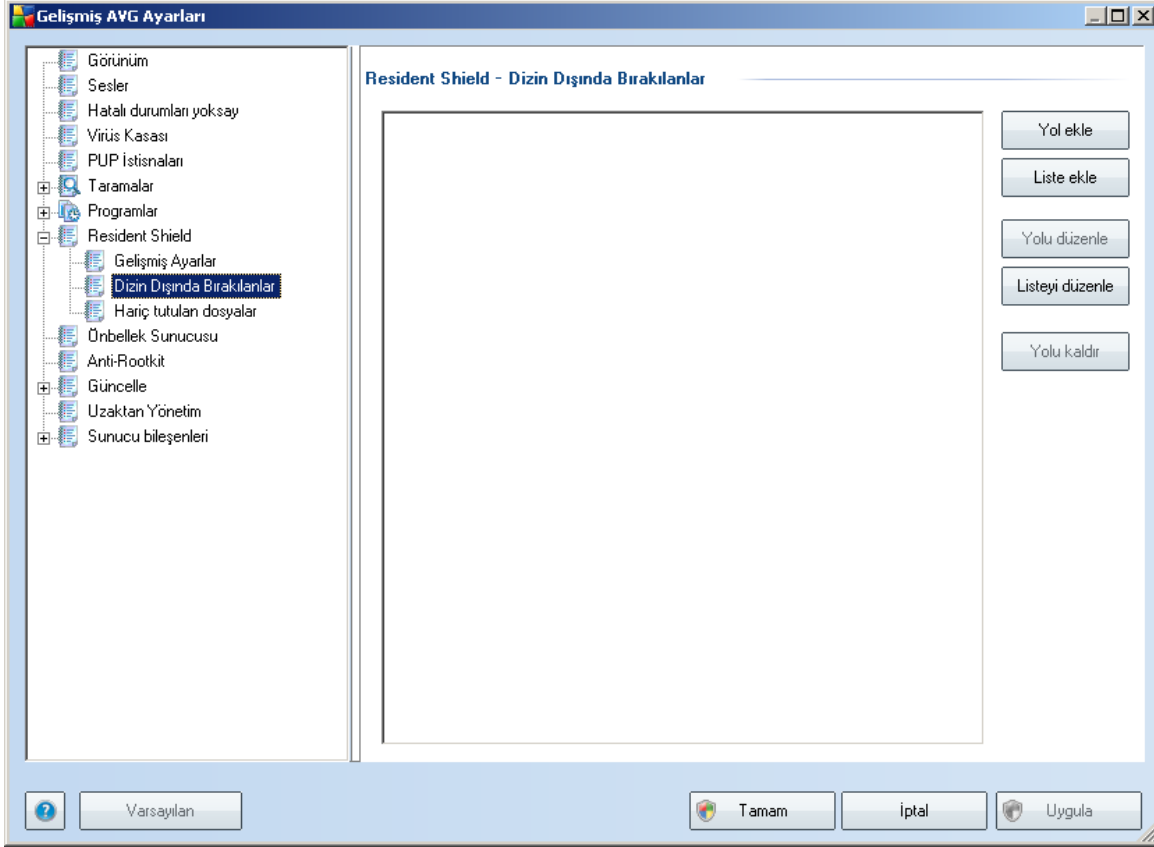 Gelişmiş AVG Ayarları
Görünüm
Sesler
Hatalı durumları yoksay
Virüs Kasası
PUP İstisnaları
Taramalar
Programlar
Resident Shield
Gelişmiş Ayarlar
Dizin Dışında Bırakılanlar
Hariç tutulan dosyalar
Önbellek Sunucusu
Anti-Rootkit
Güncelle
Uzaktan Yönetim
Sunucu bileşenleri
Resident Shield - Dizin Dışında Bırakılanlar
Yol ekle
Liste ekle
Yolu düzenle
Listeyi düzenle
Yolu kaldır
Varsayılan
Tamam
İptal
Uygula